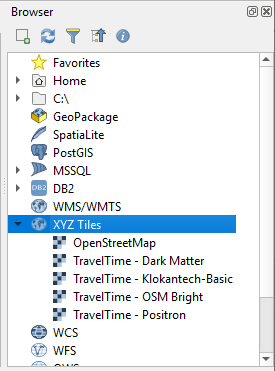 Browser
Favorites
Home
C:\
GeoPackage
SpatiaLite
PostGIS
MSSQL
DB2
DB2
WMS/WMTS
XYZ Tiles
OpenStreetMap
TravelTime - Dark Matter
TravelTime - Klokantech-Basic
TravelTime - OSM Bright
TravelTime - Positron
WCS
WFS